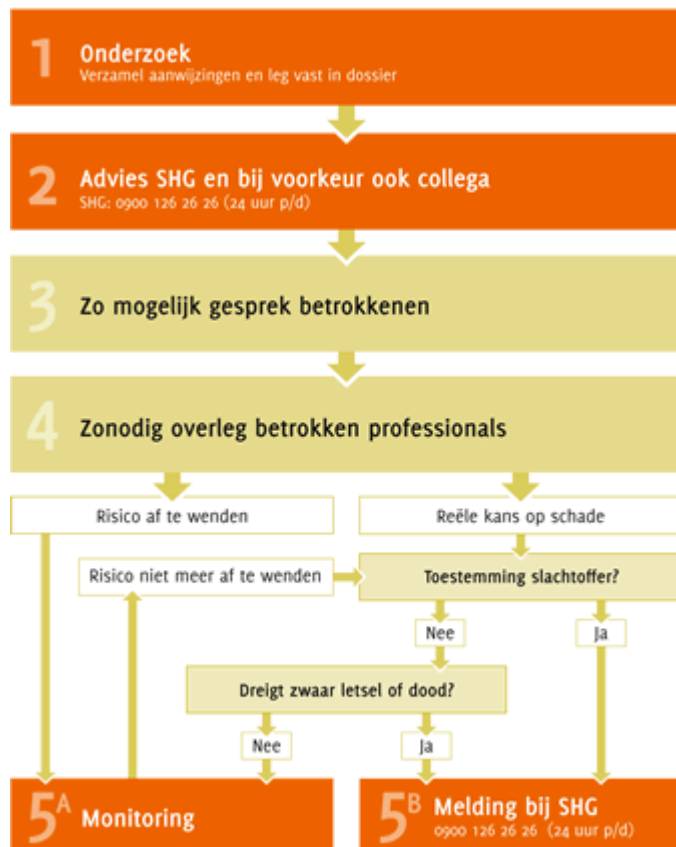 1 Onderzoek
Verzamel aanwijzingen en leg vast in dossier
2 Advies SHG en bij voorkeur ook collega
SHG: 0900 126 26 26 (24 uur p/d)
3 Zo mogelijk gesprek betrokkenen
4 Zonodig overleg betrokken professionals
Risico af te wenden
Reële kans op schade
Risico niet meer af te wenden
Toestemming slachtoffer?
Nee
Ja
Dreigt zwaar letsel of dood?
Nee
Ja
5A Monitoring
5B Melding bij SHG
0900 126 26 26 (24 uur p/d)